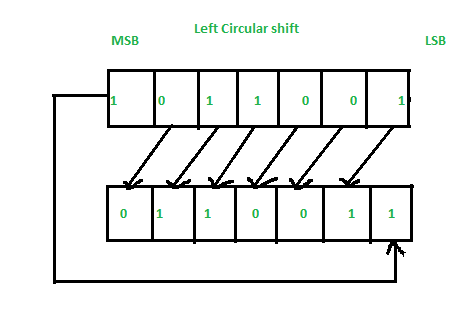 Left Circular shift
MSB LSB
1 0 1 1 0 0 1
0 1 1 0 0 1 1